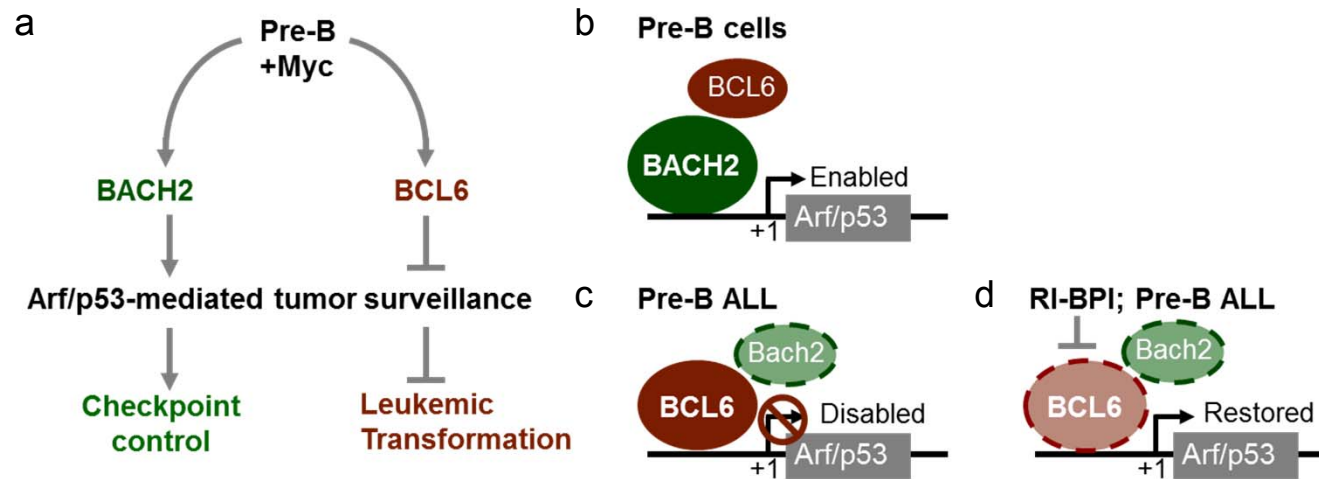 a
Pre-B
+Myc
BACH2
BCL6
Arf/p53-mediated tumor surveillance
Checkpoint
control
Leukemic
Transformation
b
Pre-B cells
BCL6
BACH2
Enabled
+1
Arf/p53
c
Pre-B ALL
Bach2
BCL6
Disabled
+1
Arf/p53
d
RI-BPI; Pre-B ALL
Bach2
BCL6
Restored
+1
Arf/p53